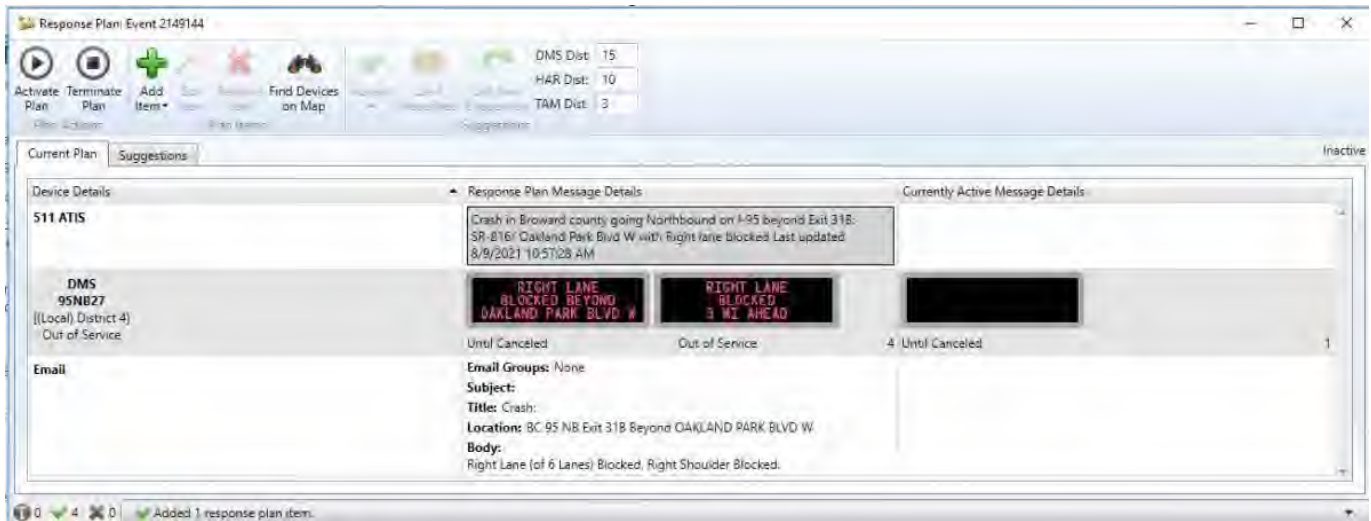 Response Plan: Event 2149144
DMS Dist: 15
HAR Dist: 10
TAM Dist: 3
Activate Plan
Terminate Plan
Add Item
Find Devices on Map
Plan Actions
Plan Items
Suggestions
Current Plan
Suggestions
Inactive
Device Details
Response Plan Message Details
Currently Active Message Details
511 ATIS
Crash in Broward county going Northbound on I-95 beyond Exit 31B:
SR-816/ Oakland Park Blvd W with Right lane blocked Last updated
8/9/2021 10:57:28 AM
DMS
95NB27
((Local) District 4)
Out of Service
RIGHT LANE
BLOCKED BEYOND
OAKLAND PARK BLVD W
RIGHT LANE
BLOCKED
3 MI AHEAD
Until Canceled
Out of Service
4
Until Canceled
1
Email
Email Groups: None
Subject:
Title: Crash:
Location: BC 95 NB Exit 31B Beyond OAKLAND PARK BLVD W
Body:
Right Lane (of 6 Lanes) Blocked, Right Shoulder Blocked.
0
4
0
Added 1 response plan item.